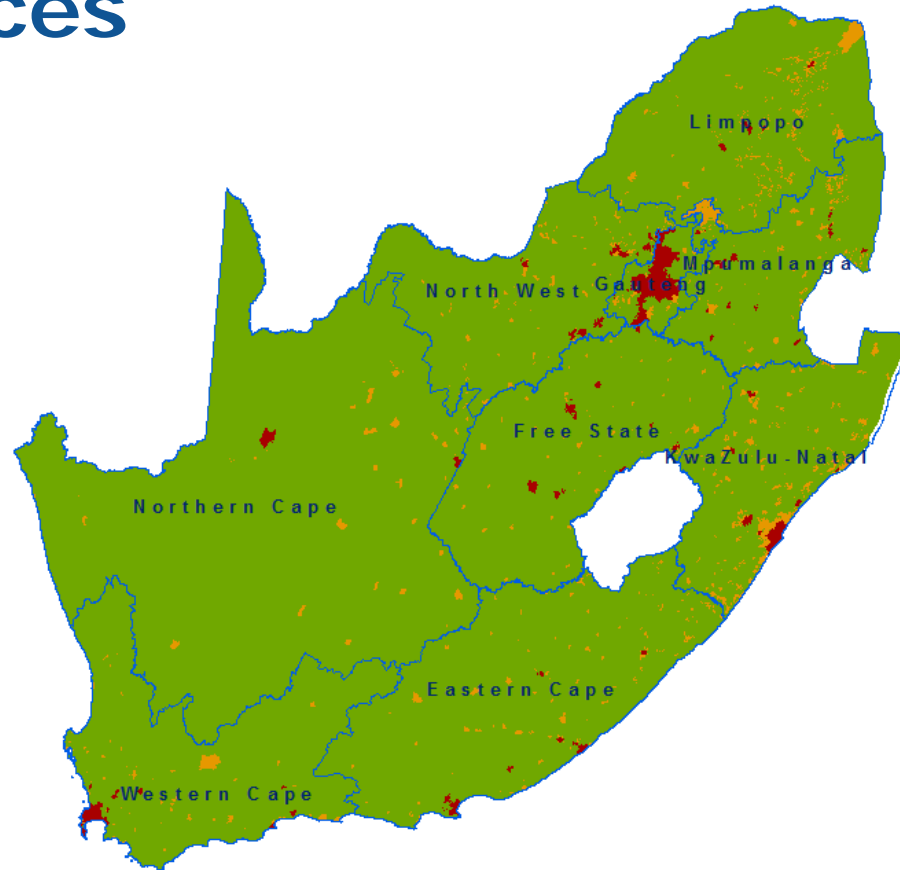 ces
Limpopo
Mpumalanga
Gauteng
North West
Free State
KwaZulu-Natal
Northern Cape
Eastern Cape
Western Cape